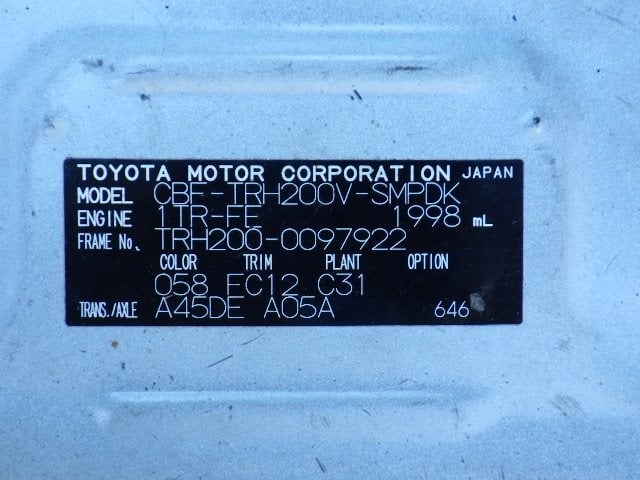 TOYOTA MOTOR CORPORATION JAPAN
MODEL CBF-TRH200V-SMPDK
ENGINE 1TR-FE 1998 mL
FRAME No. TRH200-0097922
COLOR TRIM PLANT OPTION
058 FC12 C31
TRANS./AXLE A45DE A05A 646